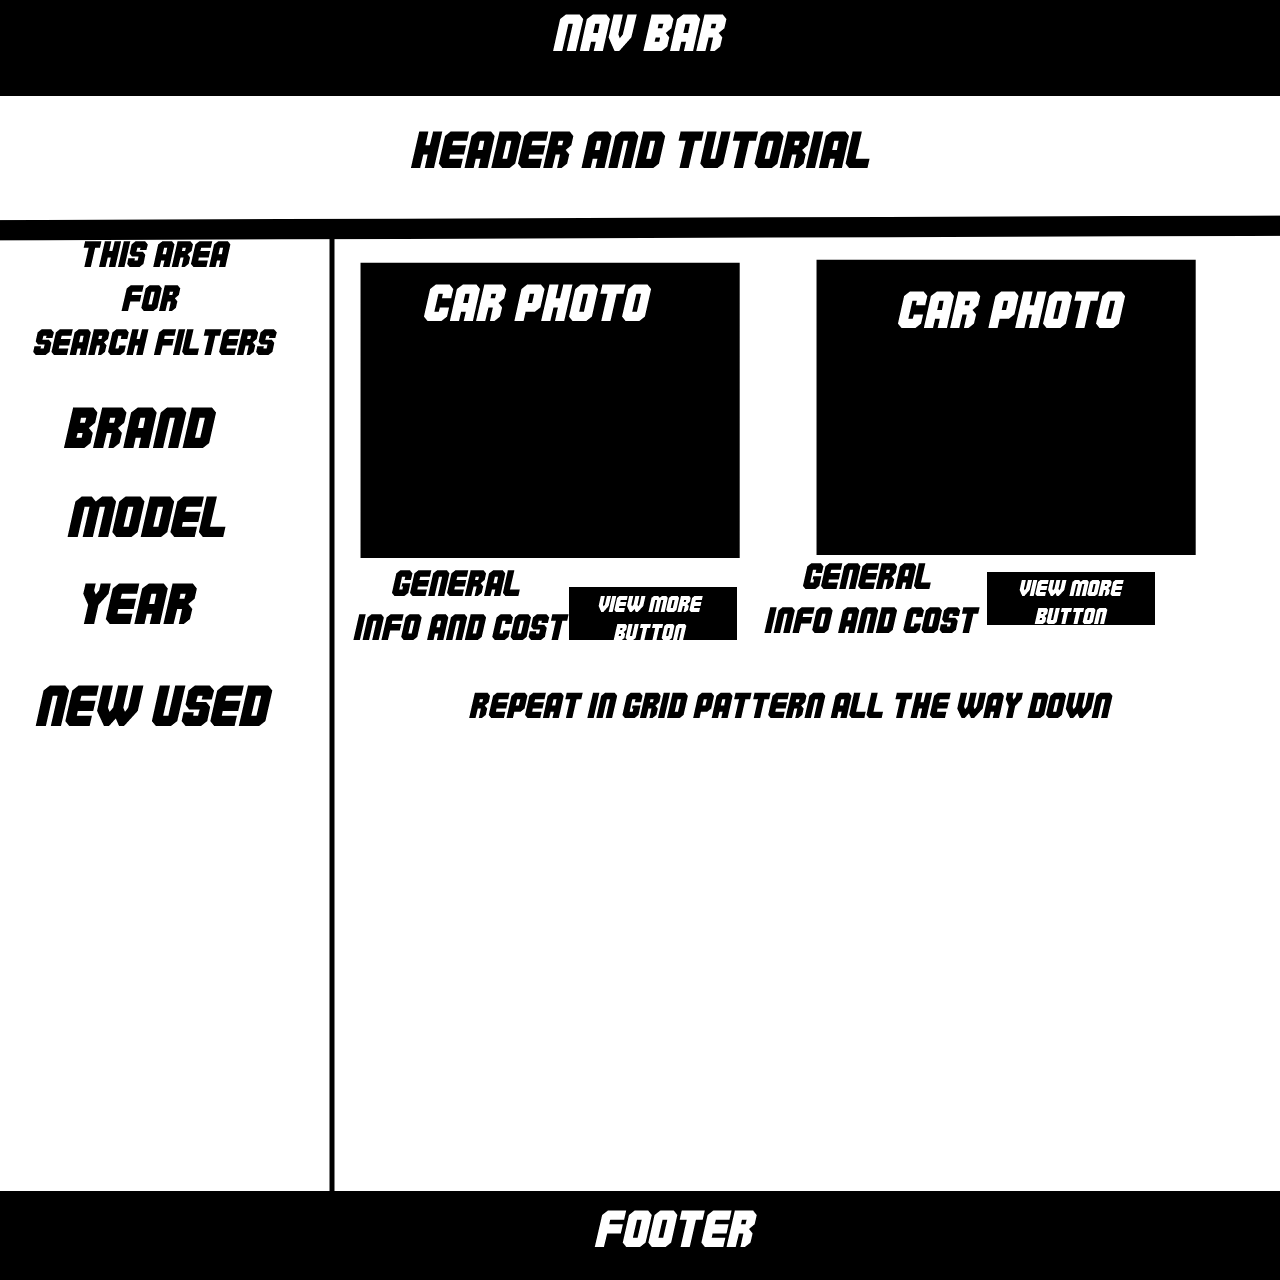 NAV BAR
HEADER AND TUTORIAL
THIS AREA
FOR
SEARCH FILTERS
BRAND
MODEL
YEAR
NEW USED
CAR PHOTO
GENERAL
INFO AND COST
VIEW MORE
BUTTON
CAR PHOTO
GENERAL
INFO AND COST
VIEW MORE
BUTTON
REPEAT IN GRID PATTERN ALL THE WAY DOWN
FOOTER